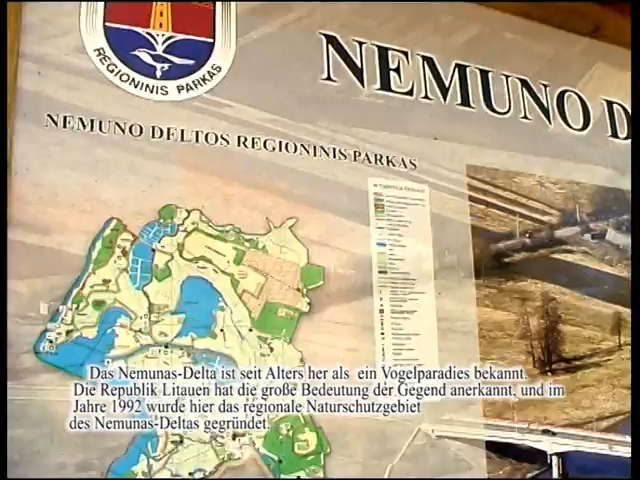 REGIONINIS PARKAS
NEMUNO D
NEMUNO DELTOS REGIONINIS PARKAS
Das Nemunas-Delta ist seit Alters her als ein Vogelparadies bekannt.
Die Republik Litauen hat die große Bedeutung der Gegend anerkannt, und im
Jahre 1992 wurde hier das regionale Naturschutzgebiet
des Nemunas-Deltas gegründet.